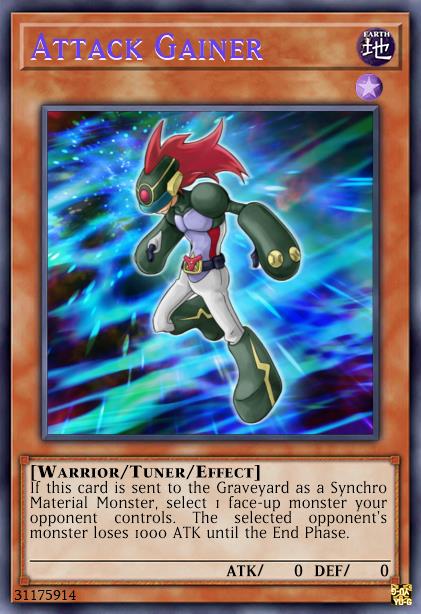 Attack Gainer
EARTH
地
[Warrior/Tuner/Effect]
If this card is sent to the Graveyard as a Synchro
Material Monster, select 1 face-up monster your
opponent controls. The selected opponent's
monster loses 1000 ATK until the End Phase.
ATK/ 0 DEF/ 0
31175914